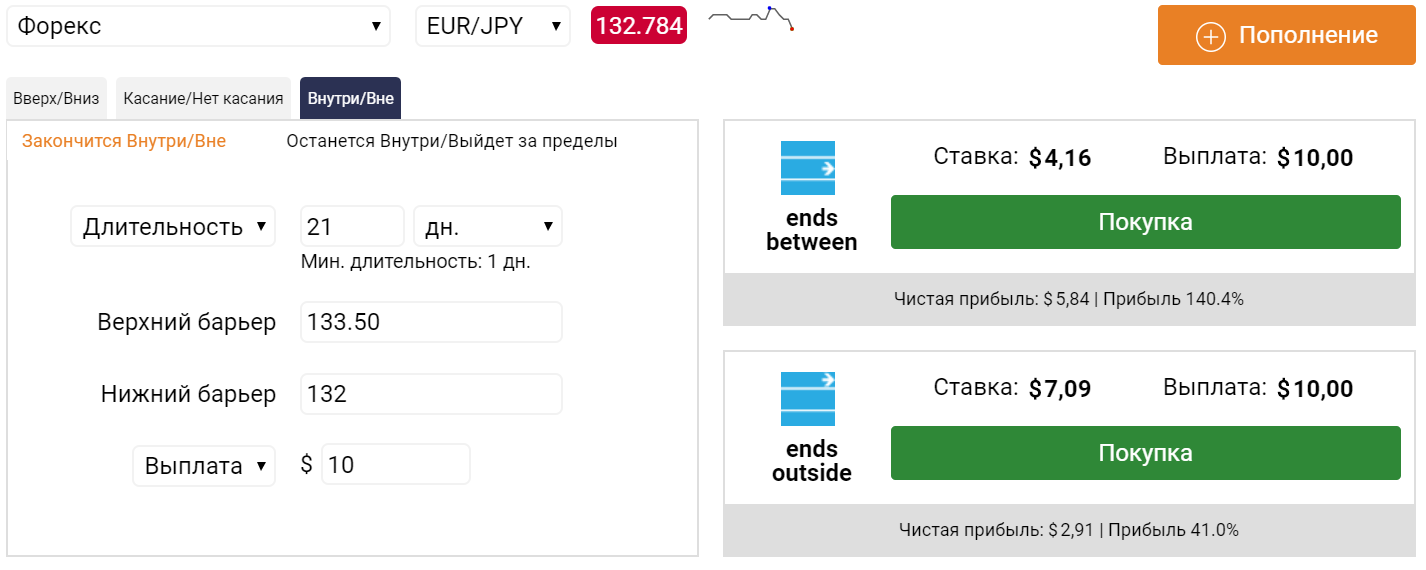 Форекс
EUR/JPY
132.784
Пополнение
Вверх/Вниз
Касание/Нет касания
Внутри/Вне
Закончится Внутри/Вне
Останется Внутри/Выйдет за пределы
Длительность
21
дн.
Мин. длительность: 1 дн.
Верхний барьер
133.50
Нижний барьер
132
Выплата
$ 10
ends
between
Ставка: $4,16
Выплата: $10,00
Покупка
Чистая прибыль: $5,84 | Прибыль 140.4%
ends
outside
Ставка: $7,09
Выплата: $10,00
Покупка
Чистая прибыль: $2,91 | Прибыль 41.0%